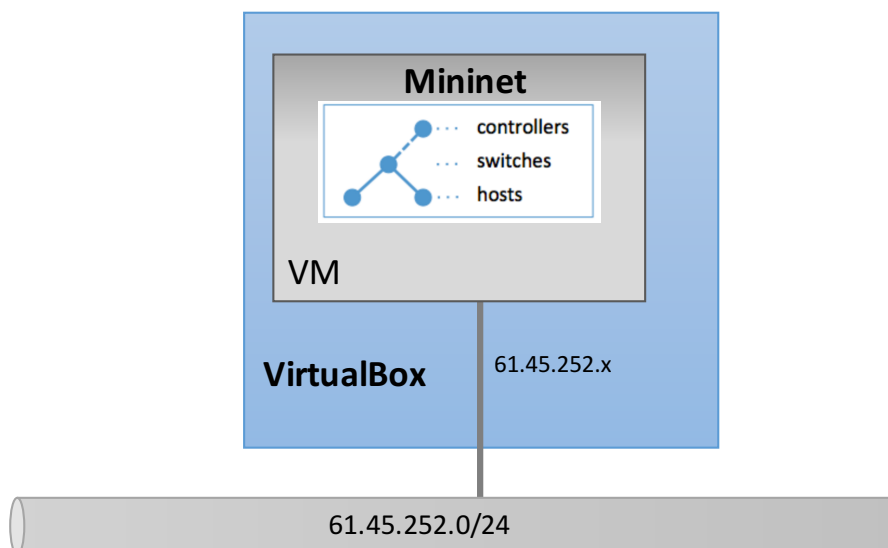 Mininet
controllers
switches
hosts
VM
VirtualBox
61.45.252.x
61.45.252.0/24